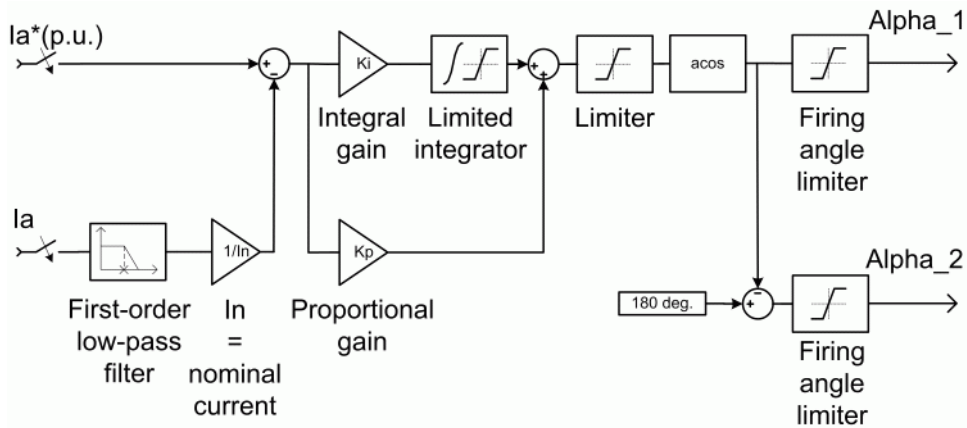 Ia*(p.u.)
Alpha_1
+
−
Ki
+
+
acos
Integral
gain
Limited
integrator
Limiter
Firing
angle
limiter
Ia
1/In
Kp
Alpha_2
First-order
low-pass
filter
In
=
nominal
current
Proportional
gain
180 deg.
+
−
Firing
angle
limiter